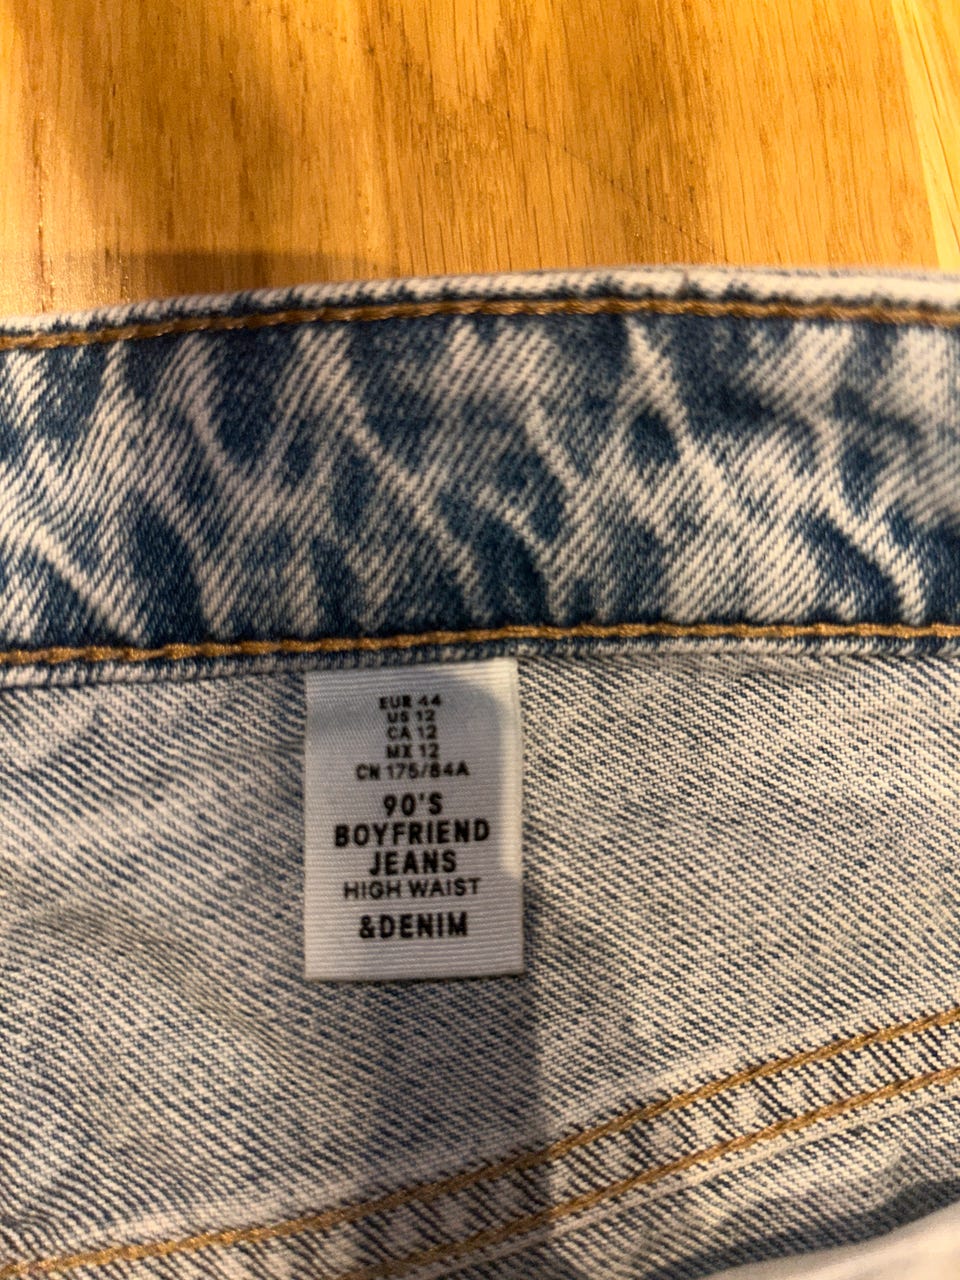 EUR 44
US 12
CA 12
MX 12
CN 175/84A
90'S
BOYFRIEND
JEANS
HIGH WAIST
&DENIM